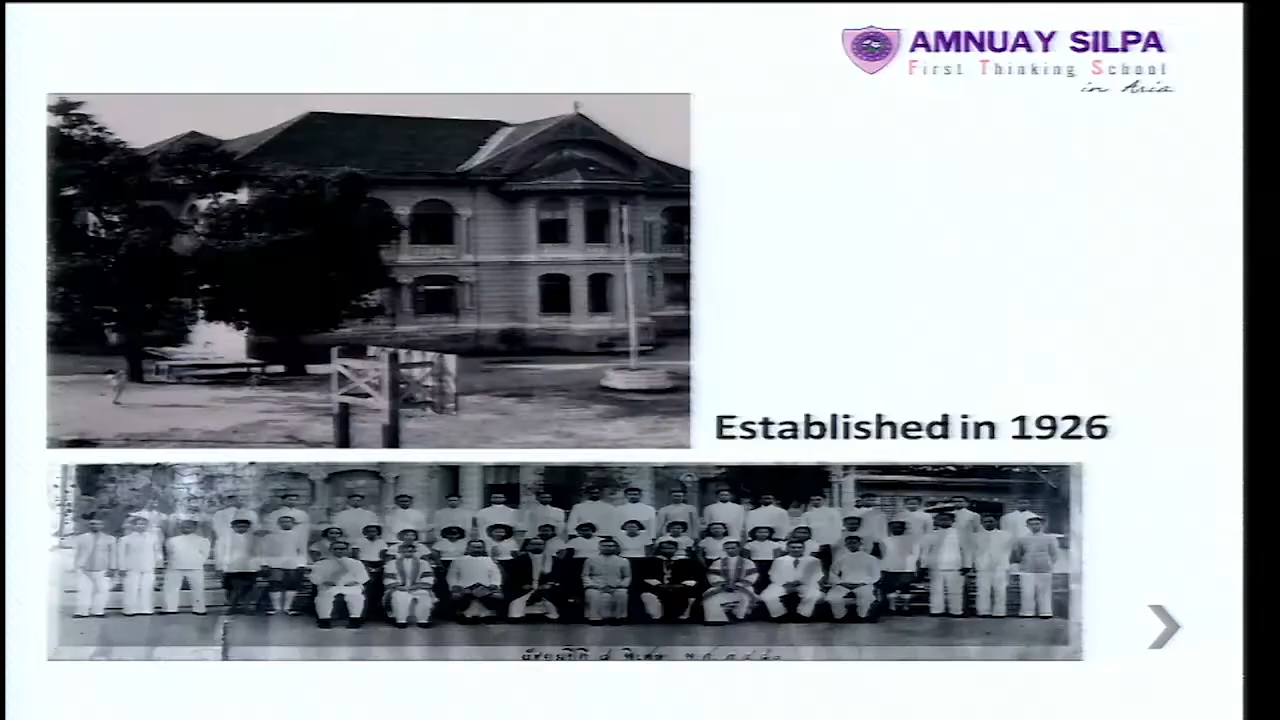 AMNUAY SILPA
First Thinking School
in Asia
Established in 1926